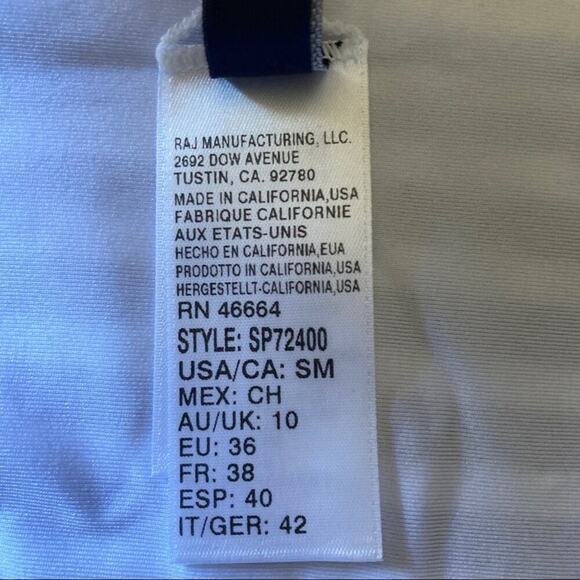 RAJ MANUFACTURING, LLC.
2692 DOW AVENUE
TUSTIN, CA. 92780
MADE IN CALIFORNIA,USA
FABRIQUE CALIFORNIE
AUX ETATS-UNIS
HECHO EN CALIFORNIA,EUA
PRODOTTO IN CALIFORNIA,USA
HERGESTELLT-CALIFORNIA,USA
RN 46664
STYLE: SP72400
USA/CA: SM
MEX: CH
AU/UK: 10
EU: 36
FR: 38
ESP: 40
IT/GER: 42